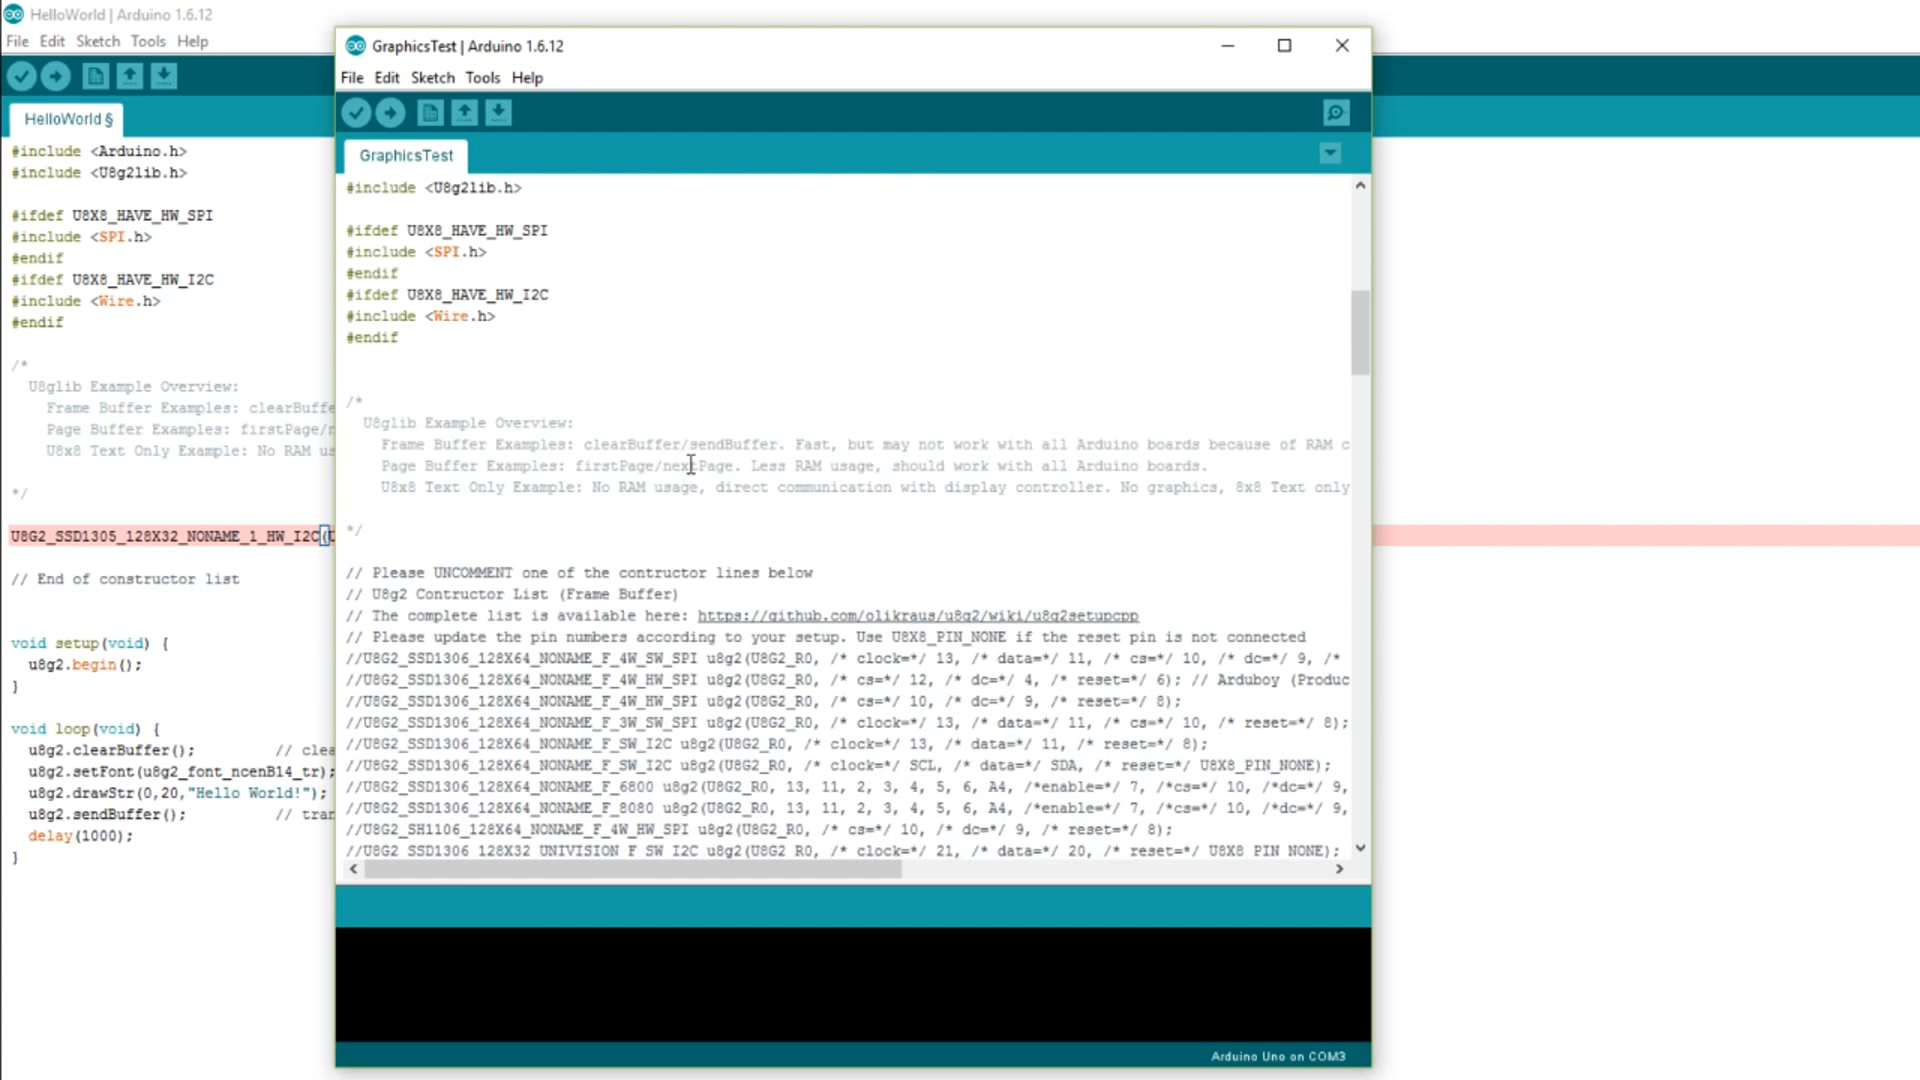 HelloWorld | Arduino 1.6.12
File Edit Sketch Tools Help
HelloWorld §
#include <Arduino.h>
#include <U8g2lib.h>
#ifdef U8X8_HAVE_HW_SPI
#include <SPI.h>
#endif
#ifdef U8X8_HAVE_HW_I2C
#include <Wire.h>
#endif
/*
U8glib Example Overview:
Frame Buffer Examples: clearBuffe
Page Buffer Examples: firstPage/n
U8x8 Text Only Example: No RAM us
*/
U8G2_SSD1305_128X32_NONAME_1_HW_I2C(U
// End of constructor list
void setup(void) {
u8g2.begin();
}
void loop(void) {
u8g2.clearBuffer(); // clea
u8g2.setFont(u8g2_font_ncenB14_tr);
u8g2.drawStr(0,20,"Hello World!");
u8g2.sendBuffer(); // tran
delay(1000);
}
GraphicsTest | Arduino 1.6.12
File Edit Sketch Tools Help
GraphicsTest
#include <U8g2lib.h>
#ifdef U8X8_HAVE_HW_SPI
#include <SPI.h>
#endif
#ifdef U8X8_HAVE_HW_I2C
#include <Wire.h>
#endif
/*
U8glib Example Overview:
Frame Buffer Examples: clearBuffer/sendBuffer. Fast, but may not work with all Arduino boards because of RAM c
Page Buffer Examples: firstPage/nextPage. Less RAM usage, should work with all Arduino boards.
U8x8 Text Only Example: No RAM usage, direct communication with display controller. No graphics, 8x8 Text only
*/
// Please UNCOMMENT one of the contructor lines below
// U8g2 Contructor List (Frame Buffer)
// The complete list is available here: https://github.com/olikraus/u8g2/wiki/u8g2setupcpp
// Please update the pin numbers according to your setup. Use U8X8_PIN_NONE if the reset pin is not connected
//U8G2_SSD1306_128X64_NONAME_F_4W_SW_SPI u8g2(U8G2_R0, /* clock=*/ 13, /* data=*/ 11, /* cs=*/ 10, /* dc=*/ 9, /*
//U8G2_SSD1306_128X64_NONAME_F_4W_HW_SPI u8g2(U8G2_R0, /* cs=*/ 12, /* dc=*/ 4, /* reset=*/ 6); // Arduboy (Produc
//U8G2_SSD1306_128X64_NONAME_F_4W_HW_SPI u8g2(U8G2_R0, /* cs=*/ 10, /* dc=*/ 9, /* reset=*/ 8);
//U8G2_SSD1306_128X64_NONAME_F_3W_SW_SPI u8g2(U8G2_R0, /* clock=*/ 13, /* data=*/ 11, /* cs=*/ 10, /* reset=*/ 8);
//U8G2_SSD1306_128X64_NONAME_F_SW_I2C u8g2(U8G2_R0, /* clock=*/ 13, /* data=*/ 11, /* reset=*/ 8);
//U8G2_SSD1306_128X64_NONAME_F_SW_I2C u8g2(U8G2_R0, /* clock=*/ SCL, /* data=*/ SDA, /* reset=*/ U8X8_PIN_NONE);
//U8G2_SSD1306_128X64_NONAME_F_6800 u8g2(U8G2_R0, 13, 11, 2, 3, 4, 5, 6, A4, /*enable=*/ 7, /*cs=*/ 10, /*dc=*/ 9,
//U8G2_SSD1306_128X64_NONAME_F_8080 u8g2(U8G2_R0, 13, 11, 2, 3, 4, 5, 6, A4, /*enable=*/ 7, /*cs=*/ 10, /*dc=*/ 9,
//U8G2_SH1106_128X64_NONAME_F_4W_HW_SPI u8g2(U8G2_R0, /* cs=*/ 10, /* dc=*/ 9, /* reset=*/ 8);
//U8G2_SSD1306_128X32_UNIVISION_F_SW_I2C u8g2(U8G2_R0, /* clock=*/ 21, /* data=*/ 20, /* reset=*/ U8X8_PIN_NONE);
Arduino Uno on COM3